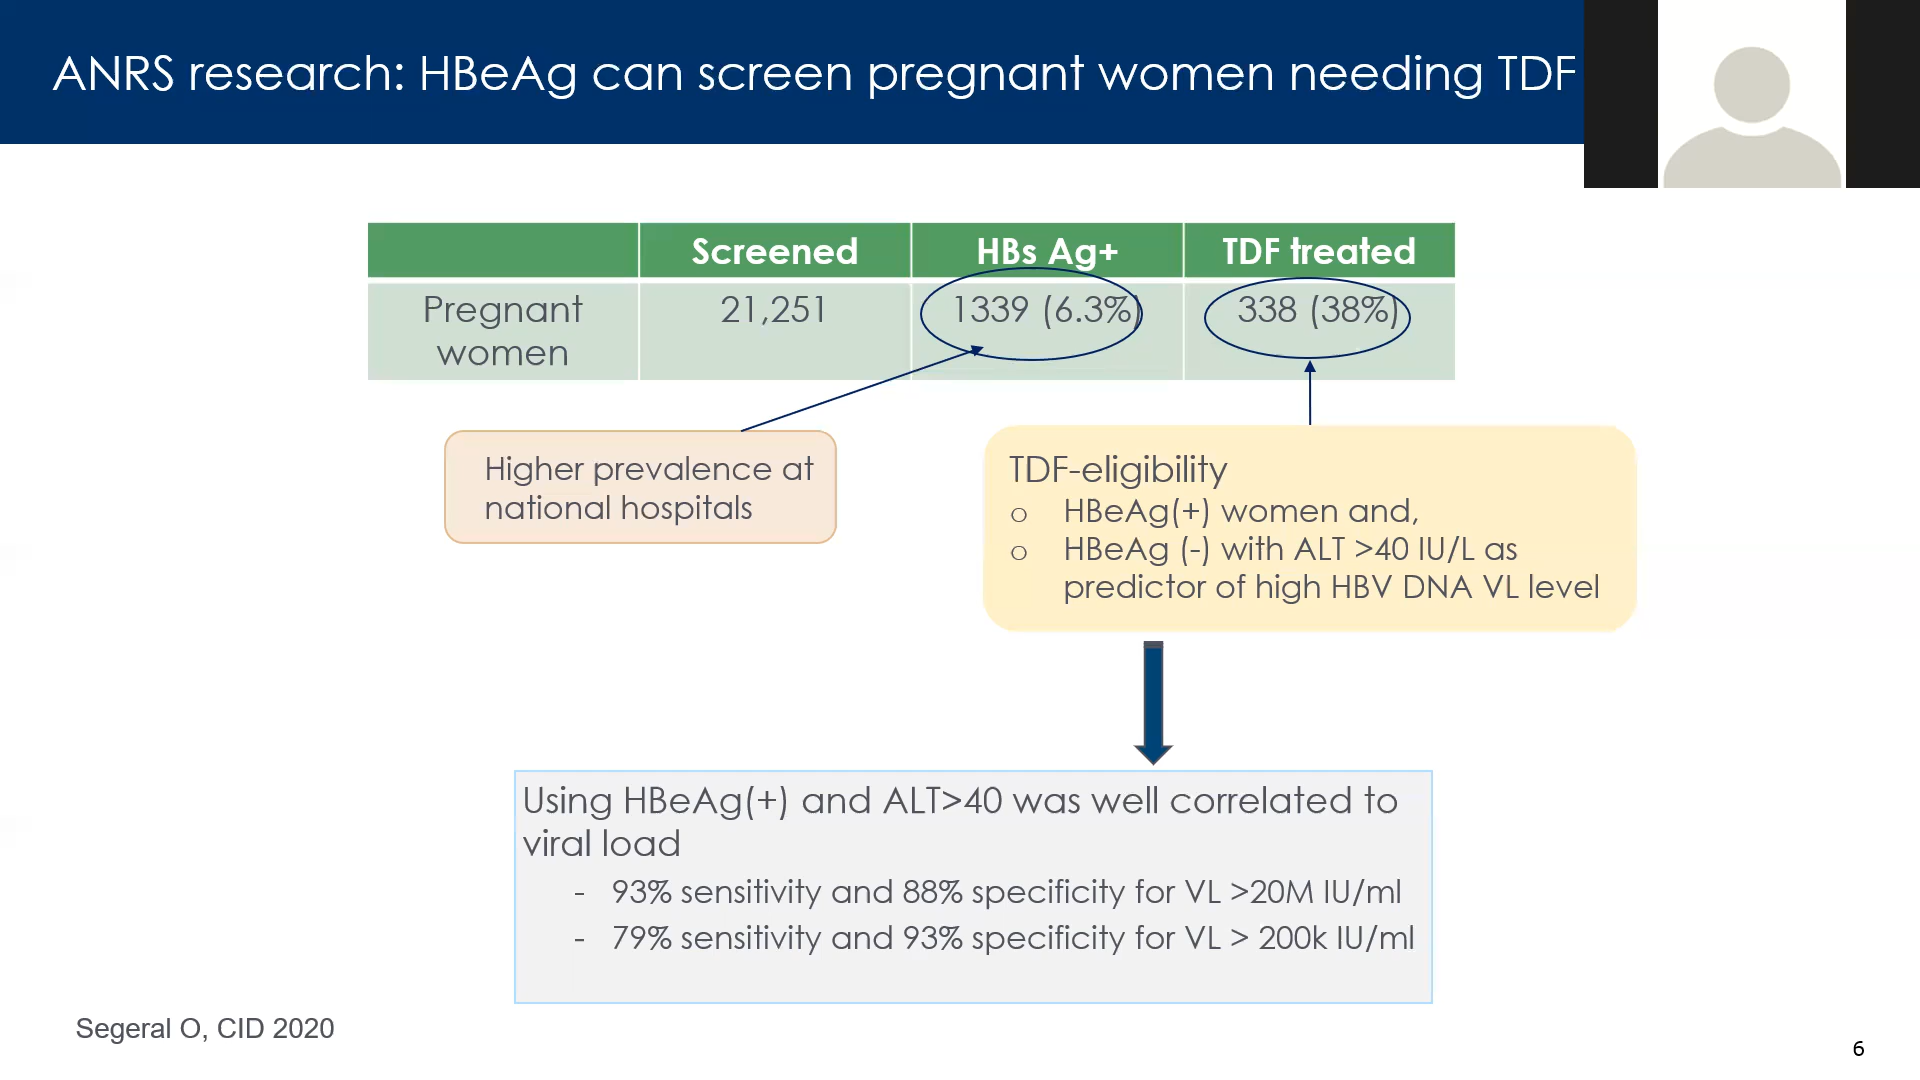 ANRS research: HBeAg can screen pregnant women needing TDF
Screened HBs Ag+ TDF treated
Pregnant women 21,251 1339 (6.3%) 338 (38%)
Higher prevalence at
national hospitals
TDF-eligibility
o HBeAg(+) women and,
o HBeAg (-) with ALT >40 IU/L as
predictor of high HBV DNA VL level
Using HBeAg(+) and ALT>40 was well correlated to
viral load
- 93% sensitivity and 88% specificity for VL >20M IU/ml
- 79% sensitivity and 93% specificity for VL > 200k IU/ml
Segeral O, CID 2020
6